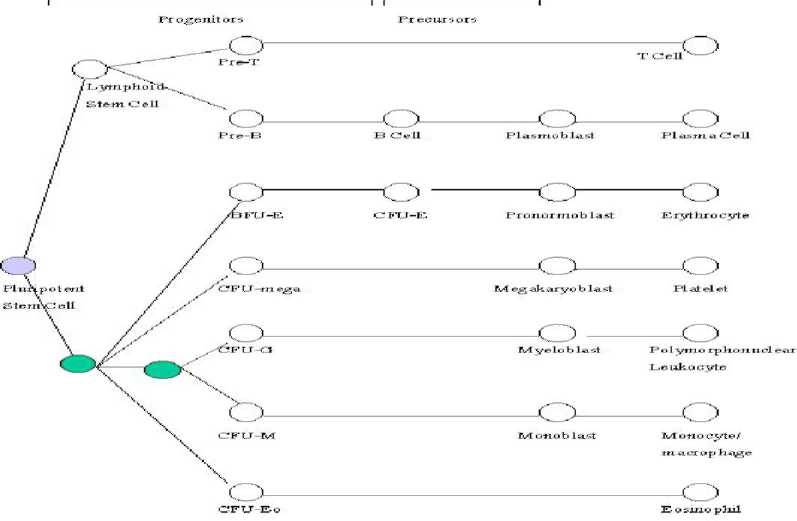 Progenitors Precursors
Pre-T T Cell
Lymphoid
Stem Cell
Pre-B B Cell Plasmoblast Plasma Cell
BFU-E CFU-E Pronormoblast Erythrocyte
Pluripotent
Stem Cell
CFU-mega Megakaryoblast Platelet
CFU-G Myeloblast Polymorphonuclear
Leukocyte
CFU-M Monoblast Monocyte/
macrophage
CFU-Eo Eosinophil